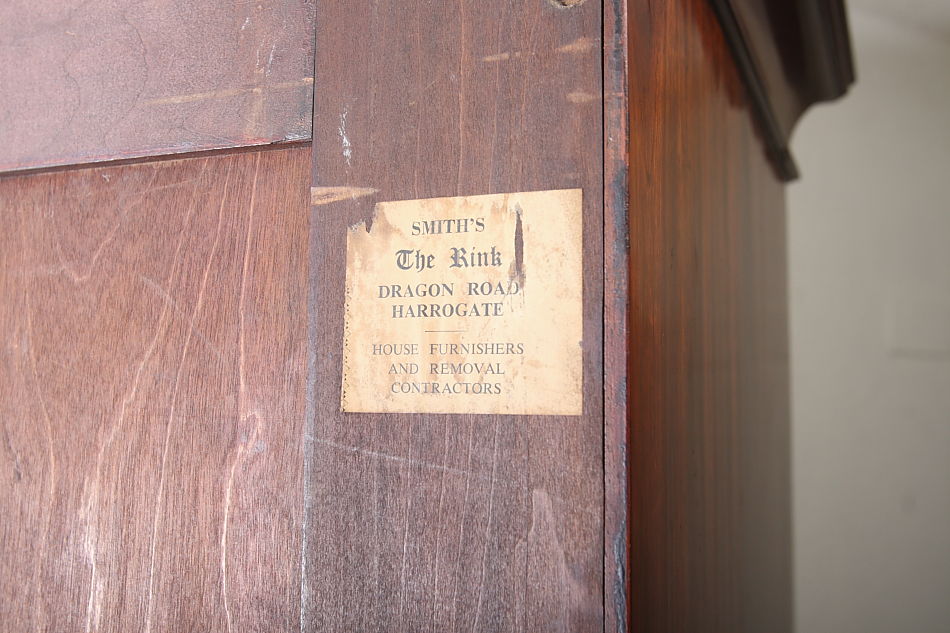 SMITH'S
The Rink
DRAGON ROAD
HARROGATE
HOUSE FURNISHERS
AND REMOVAL
CONTRACTORS